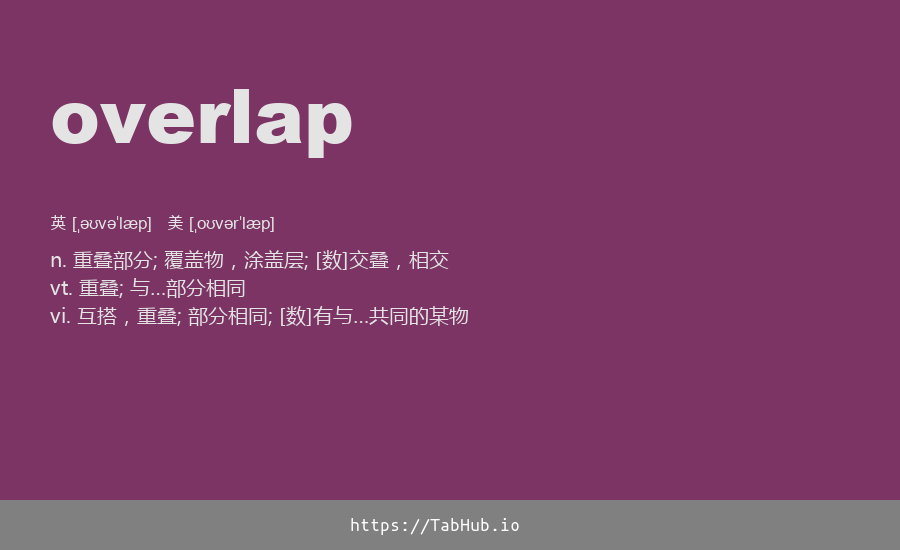 overlap
英 [ˌəʊvəˈlæp] 美 [ˌoʊvərˈlæp]
n. 重叠部分; 覆盖物，涂盖层; [数]交叠，相交
vt. 重叠; 与…部分相同
vi. 互搭，重叠; 部分相同; [数]有与…共同的某物
https://TabHub.io